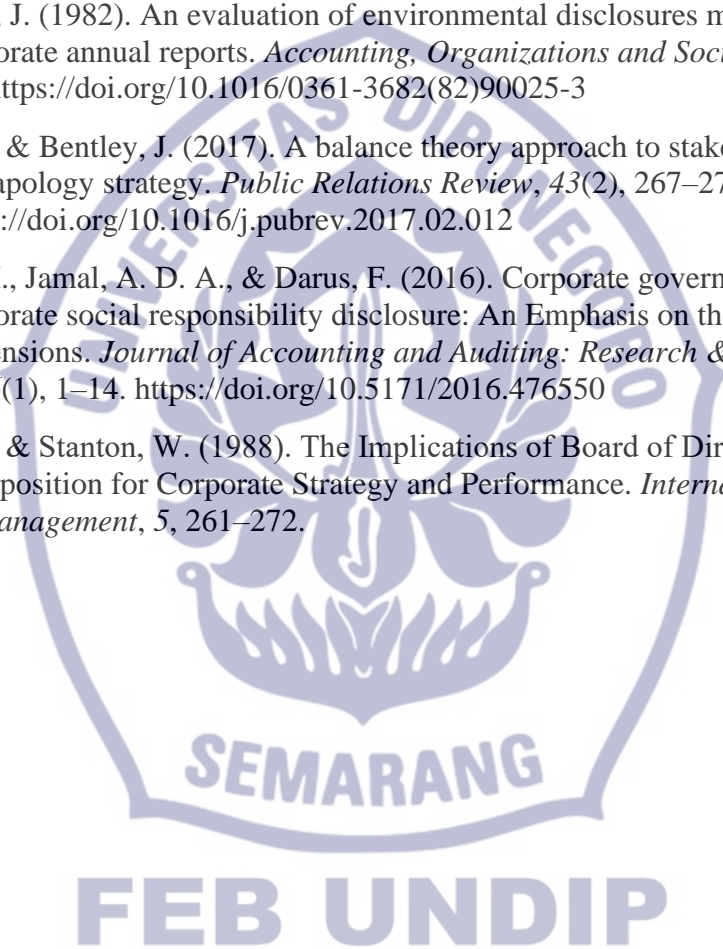 J. (1982). An evaluation of environmental disclosures m
orate annual reports. Accounting, Organizations and Soci
ttps://doi.org/10.1016/0361-3682(82)90025-3
& Bentley, J. (2017). A balance theory approach to stake
apology strategy. Public Relations Review, 43(2), 267–27
://doi.org/10.1016/j.pubrev.2017.02.012
., Jamal, A. D. A., & Darus, F. (2016). Corporate govern
orate social responsibility disclosure: An Emphasis on the
ensions. Journal of Accounting and Auditing: Research &
(1), 1–14. https://doi.org/10.5171/2016.476550
& Stanton, W. (1988). The Implications of Board of Dir
position for Corporate Strategy and Performance. Interna
anagement, 5, 261–272.
UNIVERSITAS DIPONEGORO
SEMARANG
FEB UNDIP